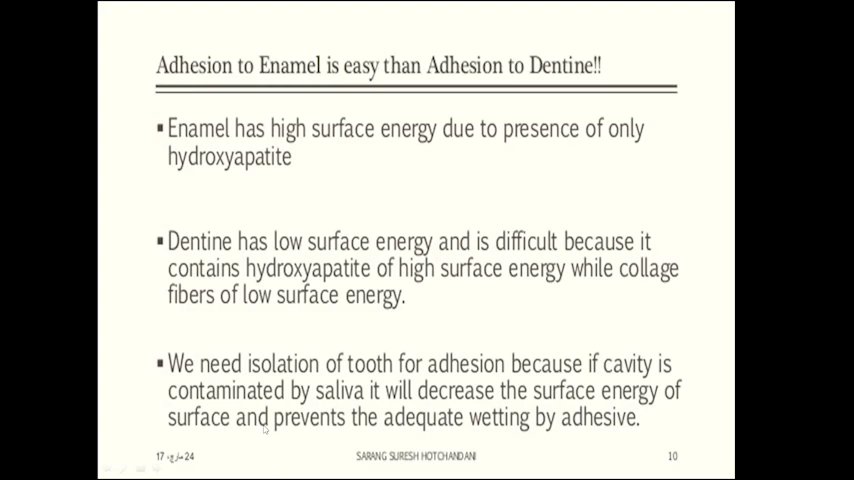 Adhesion to Enamel is easy than Adhesion to Dentine!!
▪ Enamel has high surface energy due to presence of only
hydroxyapatite
▪ Dentine has low surface energy and is difficult because it
contains hydroxyapatite of high surface energy while collage
fibers of low surface energy.
▪ We need isolation of tooth for adhesion because if cavity is
contaminated by saliva it will decrease the surface energy of
surface and prevents the adequate wetting by adhesive.
24 مارچ، 17
SARANG SURESH HOTCHANDANI
10